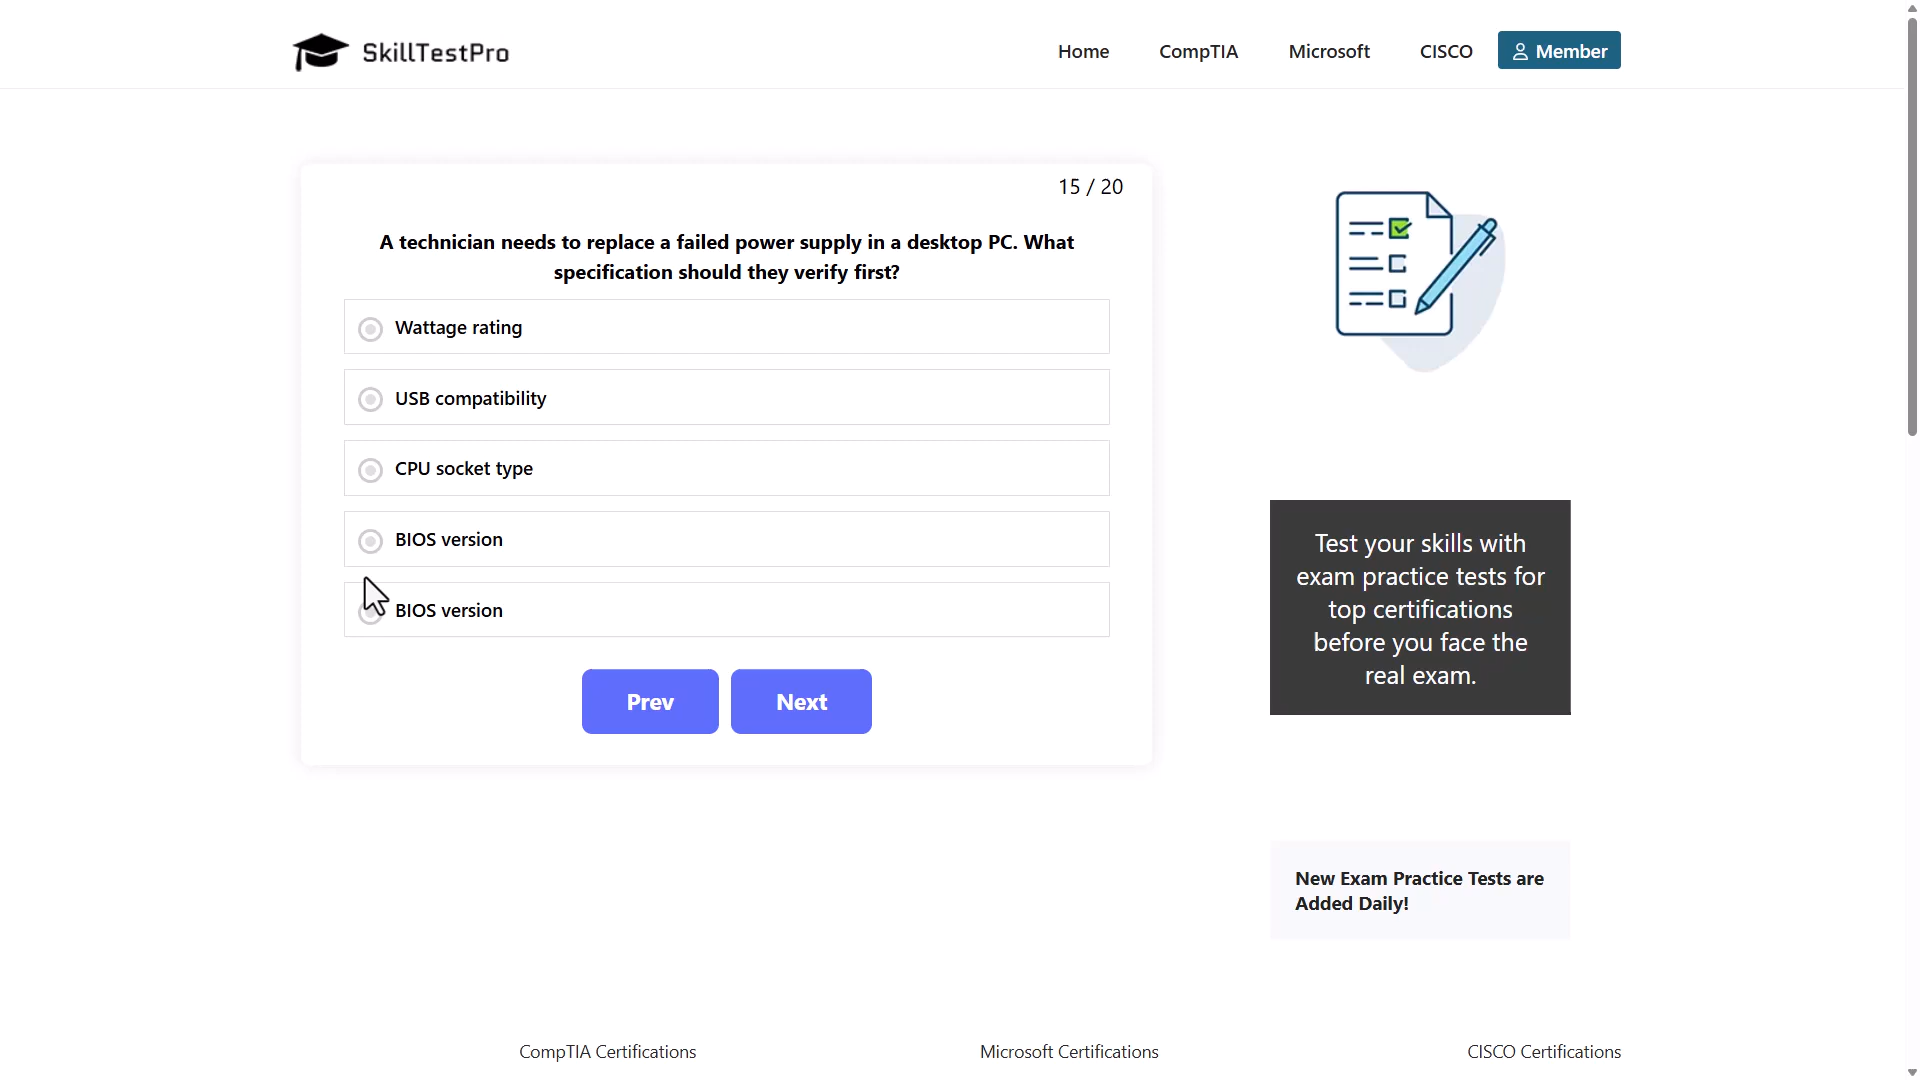 SkillTestPro
Home
CompTIA
Microsoft
CISCO
Member
15 / 20
A technician needs to replace a failed power supply in a desktop PC. What
specification should they verify first?
Wattage rating
USB compatibility
CPU socket type
BIOS version
BIOS version
Prev
Next
Test your skills with
exam practice tests for
top certifications
before you face the
real exam.
New Exam Practice Tests are
Added Daily!
CompTIA Certifications
Microsoft Certifications
CISCO Certifications